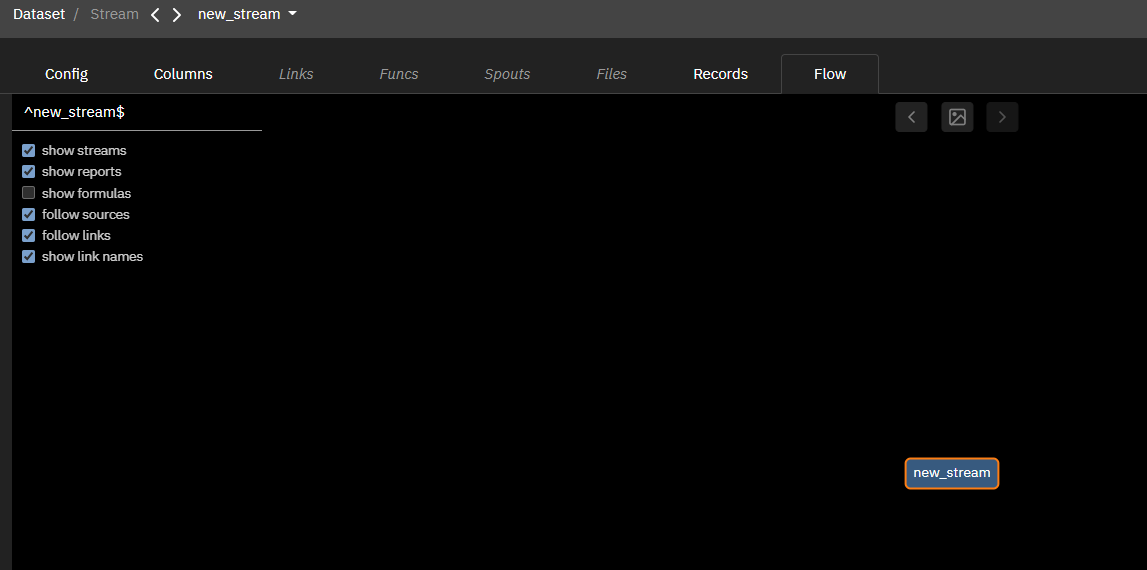 Dataset / Stream new_stream
Config Columns Links Funcs Spouts Files Records Flow
^new_stream$
show streams
show reports
show formulas
follow sources
follow links
show link names
new_stream